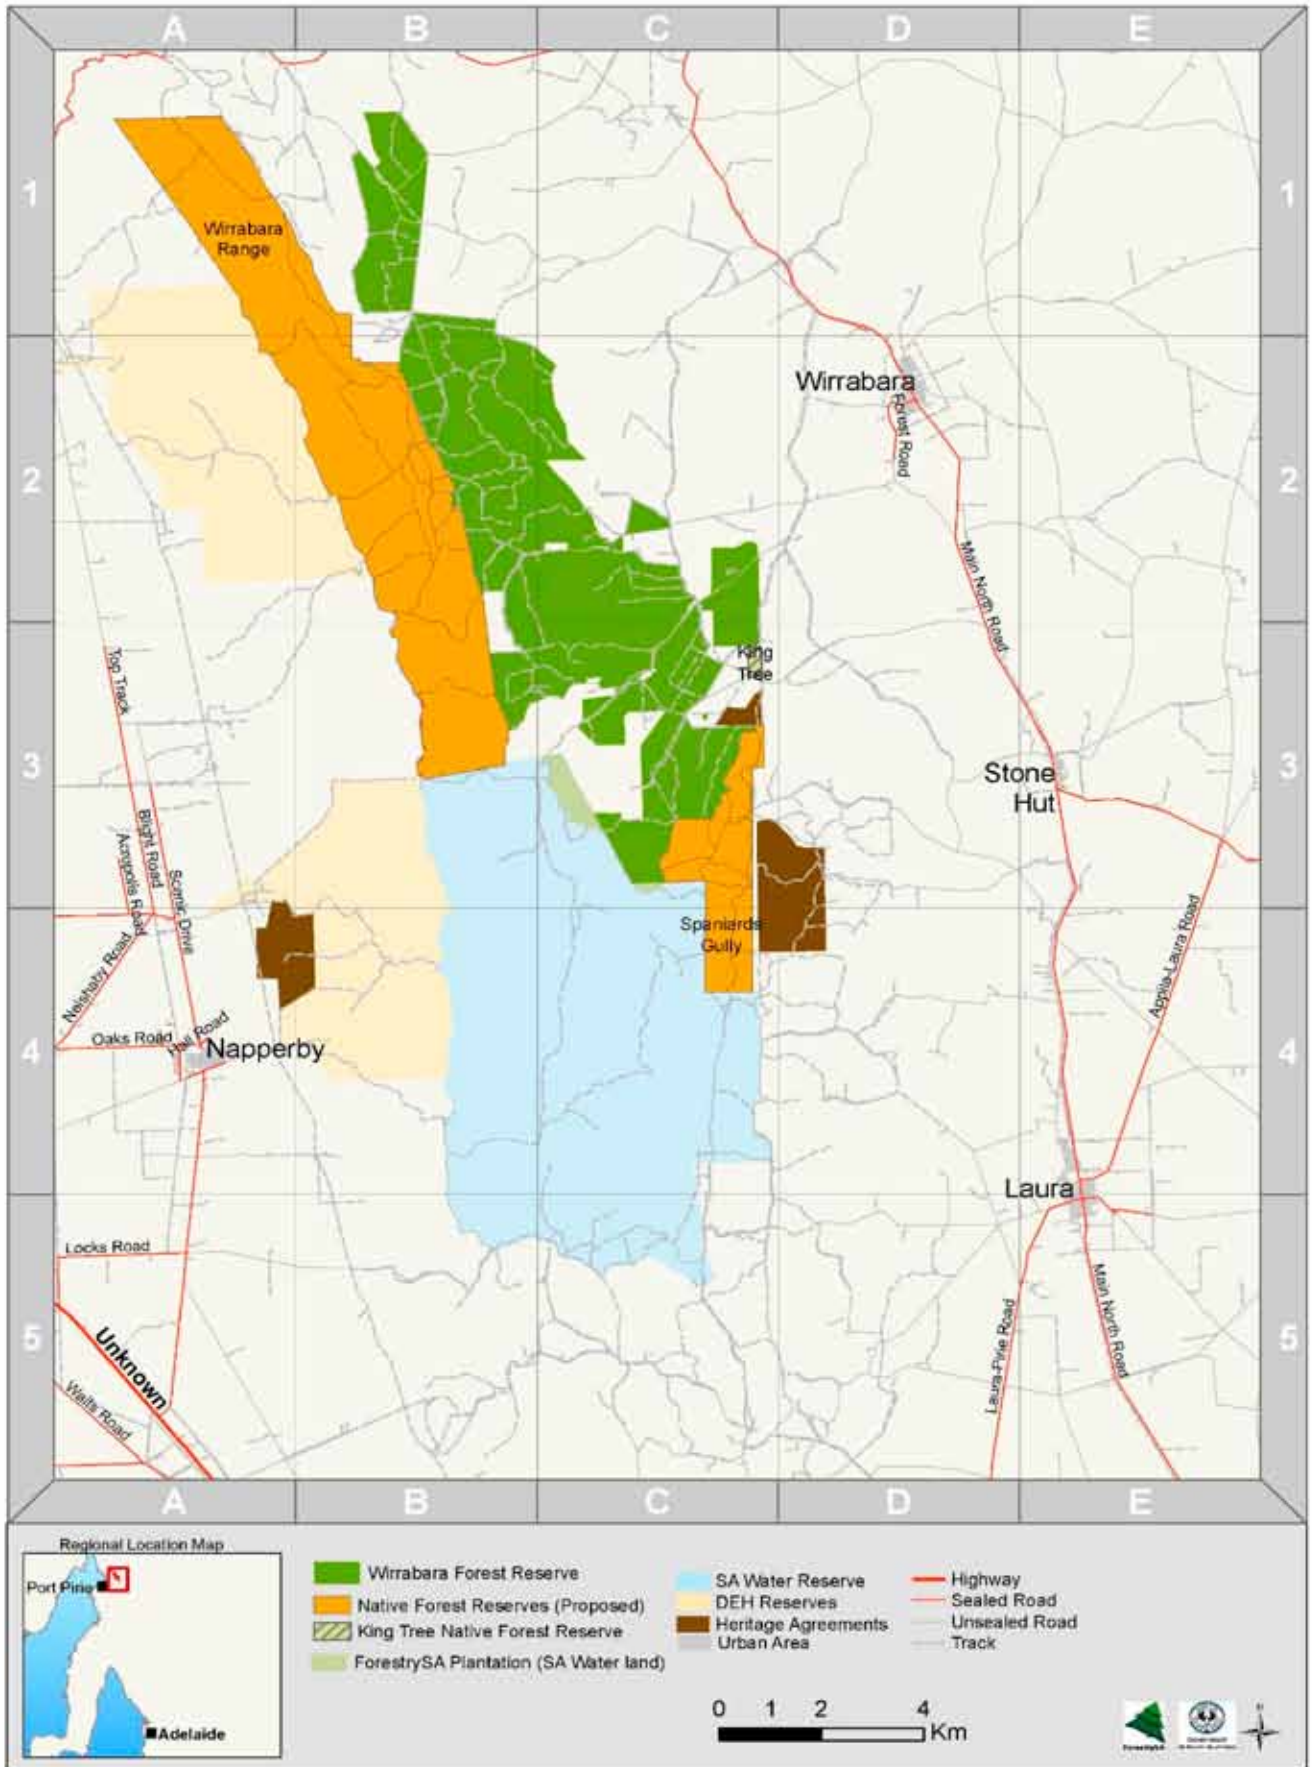 A B C D E
1 1
Wirrabara
Range
Wirrabara
Forest Road
2 2
Main North Road
King
Tree
Top Track
3 3
Stone
Hut
Blight Road
Acropolis Road
Scenic Drive
Spaniards
Gully
Appila-Laura Road
Nelshaby Road
Oaks Road
Hall Road
Napperby
4 4
Laura
Locks Road
Main North Road
Laura-Pirie Road
5 5
Unknown
Waits Road
A B C D E
Regional Location Map
Port Pirie
Adelaide
Wirrabara Forest Reserve
Native Forest Reserves (Proposed)
King Tree Native Forest Reserve
ForestrySA Plantation (SA Water land)
SA Water Reserve
DEH Reserves
Heritage Agreements
Urban Area
Highway
Sealed Road
Unsealed Road
Track
0 1 2 4
Km